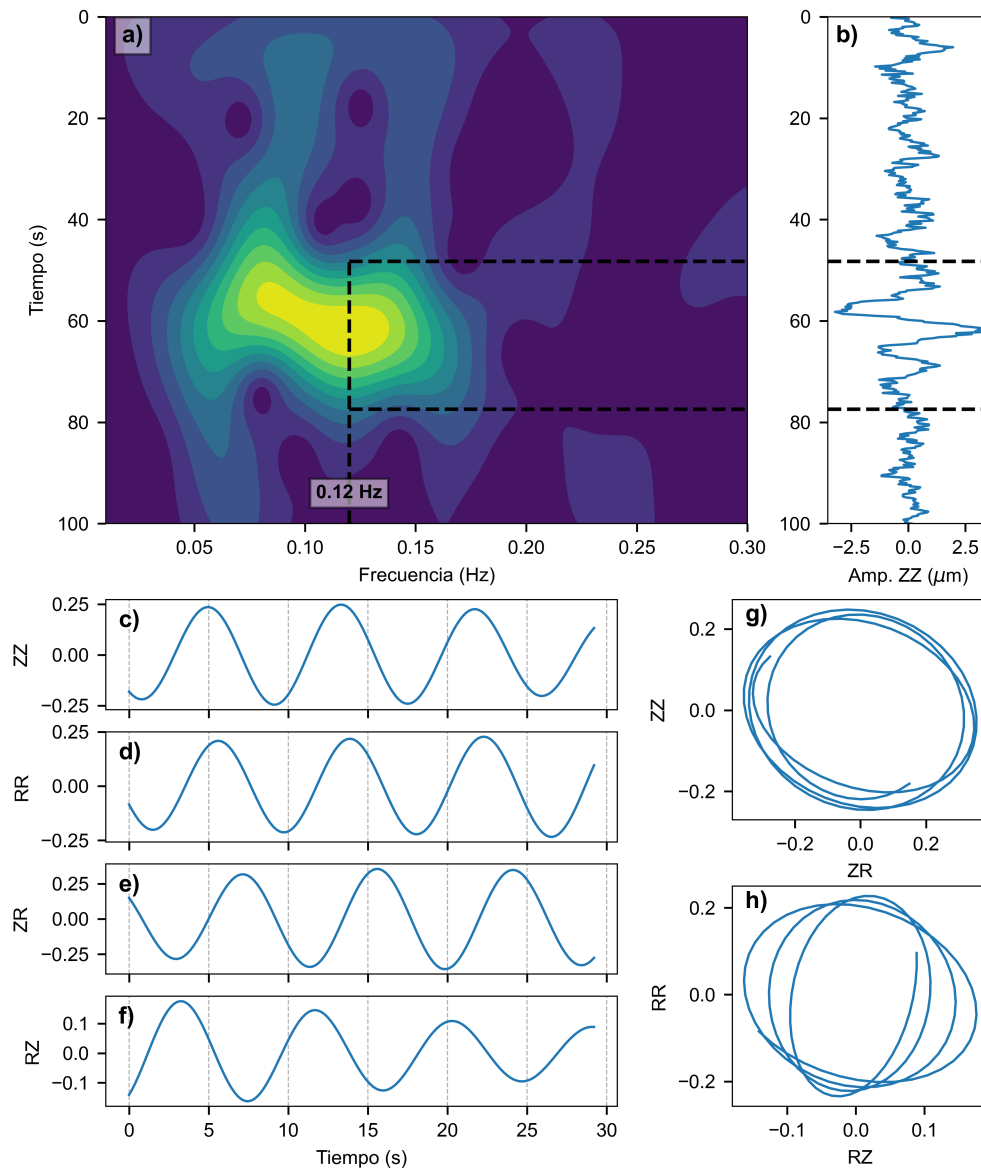 a)
0
20
40
60
80
100
Tiempo (s)
0.12 Hz
0.05
0.10
0.15
0.20
0.25
0.30
Frecuencia (Hz)
b)
0
20
40
60
80
100
−2.5
0.0
2.5
Amp. ZZ (μm)
c)
0.25
0.00
−0.25
ZZ
d)
0.25
0.00
−0.25
RR
e)
0.25
0.00
−0.25
ZR
f)
0.1
0.0
−0.1
RZ
0
5
10
15
20
25
30
Tiempo (s)
g)
0.2
0.0
−0.2
ZZ
−0.2
0.0
0.2
ZR
h)
0.2
0.0
−0.2
RR
−0.1
0.0
0.1
RZ